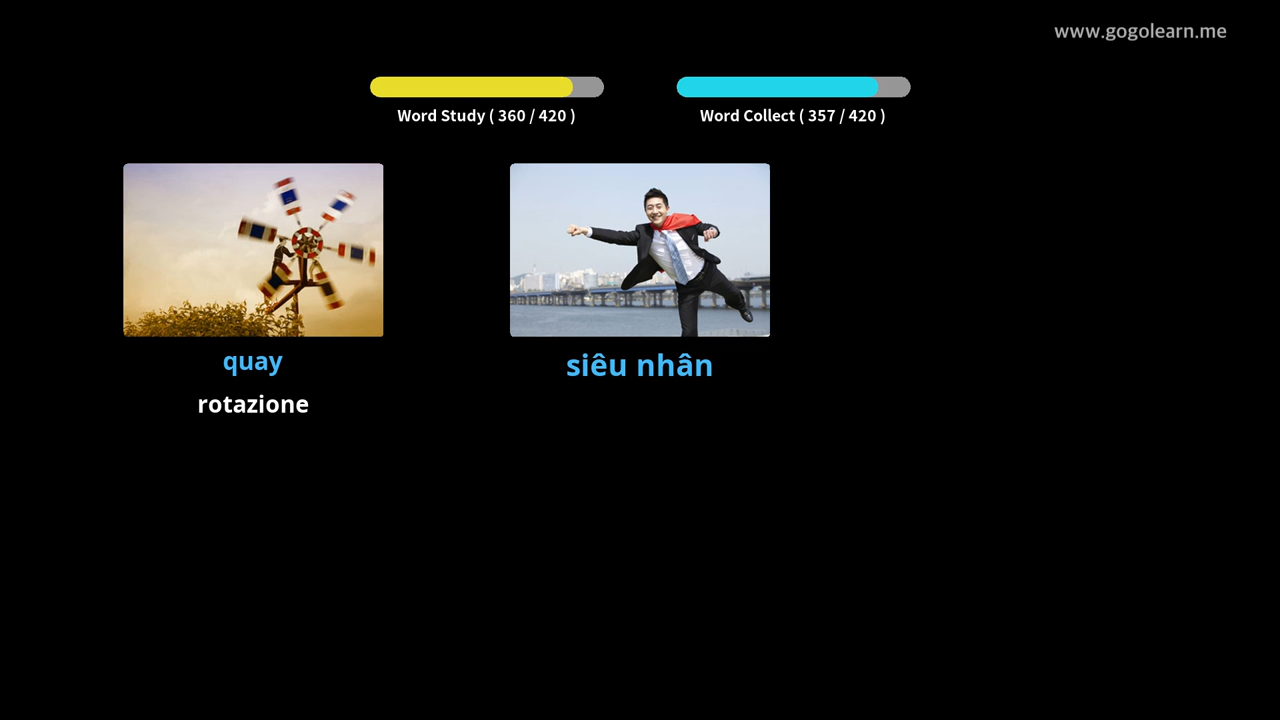 www.gogolearn.me
Word Study ( 360 / 420 )
Word Collect ( 357 / 420 )
quay
rotazione
siêu nhân